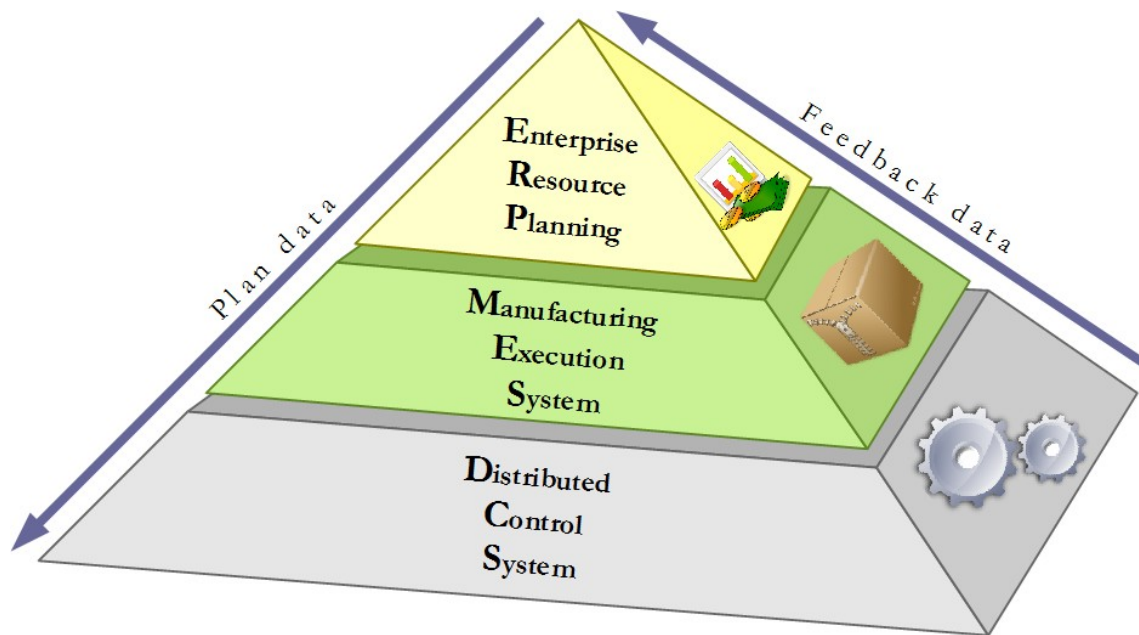 Enterprise
Resource
Planning
Manufacturing
Execution
System
Distributed
Control
System
Plan data
Feedback data